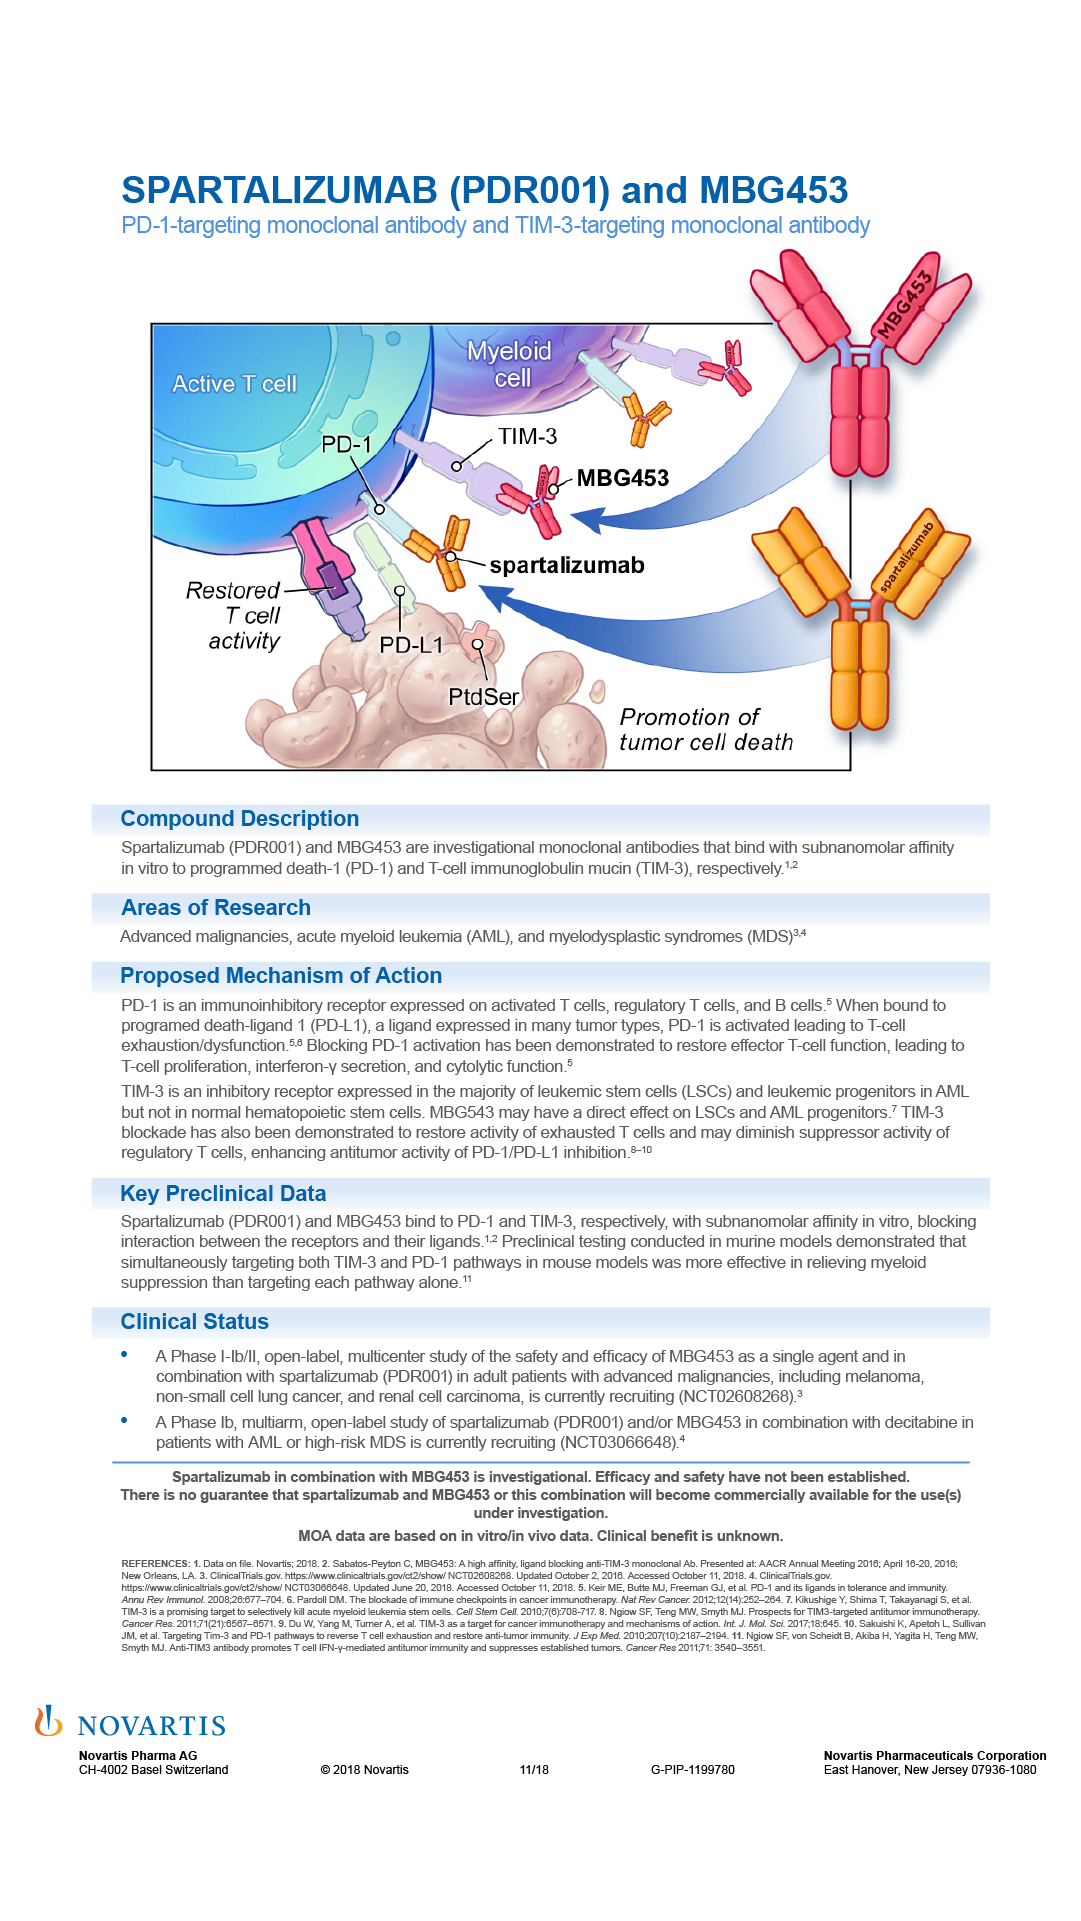 SPARTALIZUMAB (PDR001) and MBG453
PD-1-targeting monoclonal antibody and TIM-3-targeting monoclonal antibody
MBG453
Active T cell
Myeloid
cell
PD-1
TIM-3
MBG453
MBG453
spartalizumab
spartalizumab
Restored
T cell
activity
PD-L1
PtdSer
Promotion of
tumor cell death
Compound Description
Spartalizumab (PDR001) and MBG453 are investigational monoclonal antibodies that bind with subnanomolar affinity
in vitro to programmed death-1 (PD-1) and T-cell immunoglobulin mucin (TIM-3), respectively.1,2
Areas of Research
Advanced malignancies, acute myeloid leukemia (AML), and myelodysplastic syndromes (MDS)3,4
Proposed Mechanism of Action
PD-1 is an immunoinhibitory receptor expressed on activated T cells, regulatory T cells, and B cells.5 When bound to
programed death-ligand 1 (PD-L1), a ligand expressed in many tumor types, PD-1 is activated leading to T-cell
exhaustion/dysfunction.5,6 Blocking PD-1 activation has been demonstrated to restore effector T-cell function, leading to
T-cell proliferation, interferon-γ secretion, and cytolytic function.5
TIM-3 is an inhibitory receptor expressed in the majority of leukemic stem cells (LSCs) and leukemic progenitors in AML
but not in normal hematopoietic stem cells. MBG543 may have a direct effect on LSCs and AML progenitors.7 TIM-3
blockade has also been demonstrated to restore activity of exhausted T cells and may diminish suppressor activity of
regulatory T cells, enhancing antitumor activity of PD-1/PD-L1 inhibition.8–10
Key Preclinical Data
Spartalizumab (PDR001) and MBG453 bind to PD-1 and TIM-3, respectively, with subnanomolar affinity in vitro, blocking
interaction between the receptors and their ligands.1,2 Preclinical testing conducted in murine models demonstrated that
simultaneously targeting both TIM-3 and PD-1 pathways in mouse models was more effective in relieving myeloid
suppression than targeting each pathway alone.11
Clinical Status
• A Phase I-Ib/II, open-label, multicenter study of the safety and efficacy of MBG453 as a single agent and in
combination with spartalizumab (PDR001) in adult patients with advanced malignancies, including melanoma,
non-small cell lung cancer, and renal cell carcinoma, is currently recruiting (NCT02608268).3
• A Phase Ib, multiarm, open-label study of spartalizumab (PDR001) and/or MBG453 in combination with decitabine in
patients with AML or high-risk MDS is currently recruiting (NCT03066648).4
Spartalizumab in combination with MBG453 is investigational. Efficacy and safety have not been established.
There is no guarantee that spartalizumab and MBG453 or this combination will become commercially available for the use(s)
under investigation.
MOA data are based on in vitro/in vivo data. Clinical benefit is unknown.
REFERENCES: 1. Data on file. Novartis; 2018. 2. Sabatos-Peyton C, MBG453: A high affinity, ligand blocking anti-TIM-3 monoclonal Ab. Presented at: AACR Annual Meeting 2016; April 16-20, 2016;
New Orleans, LA. 3. ClinicalTrials.gov. https://www.clinicaltrials.gov/ct2/show/ NCT02608268. Updated October 2, 2016. Accessed October 11, 2018. 4. ClinicalTrials.gov.
https://www.clinicaltrials.gov/ct2/show/ NCT03066648. Updated June 20, 2018. Accessed October 11, 2018. 5. Keir ME, Butte MJ, Freeman GJ, et al. PD-1 and its ligands in tolerance and immunity.
Annu Rev Immunol. 2008;26:677–704. 6. Pardoll DM. The blockade of immune checkpoints in cancer immunotherapy. Nat Rev Cancer. 2012;12(14):252–264. 7. Kikushige Y, Shima T, Takayanagi S, et al.
TIM-3 is a promising target to selectively kill acute myeloid leukemia stem cells. Cell Stem Cell. 2010;7(6):708-717. 8. Ngiow SF, Teng MW, Smyth MJ. Prospects for TIM3-targeted antitumor immunotherapy.
Cancer Res. 2011;71(21):6567–6571. 9. Du W, Yang M, Turner A, et al. TIM-3 as a target for cancer immunotherapy and mechanisms of action. Int. J. Mol. Sci. 2017;18:645. 10. Sakuishi K, Apetoh L, Sullivan
JM, et al. Targeting Tim-3 and PD-1 pathways to reverse T cell exhaustion and restore anti-tumor immunity. J Exp Med. 2010;207(10):2187–2194. 11. Ngiow SF, von Scheidt B, Akiba H, Yagita H, Teng MW,
Smyth MJ. Anti-TIM3 antibody promotes T cell IFN-γ-mediated antitumor immunity and suppresses established tumors. Cancer Res 2011;71: 3540–3551.
NOVARTIS
Novartis Pharma AG
CH-4002 Basel Switzerland
© 2018 Novartis
11/18
G-PIP-1199780
Novartis Pharmaceuticals Corporation
East Hanover, New Jersey 07936-1080